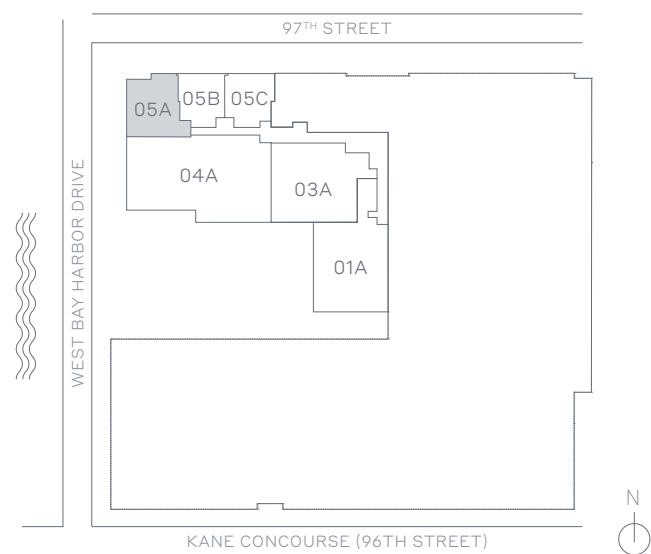 97TH STREET
05A
05B
05C
04A
03A
01A
WEST BAY HARBOR DRIVE
KANE CONCOURSE (96TH STREET)
N